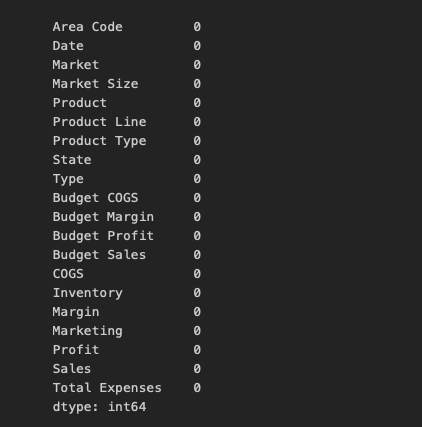 Area Code 0
Date 0
Market 0
Market Size 0
Product 0
Product Line 0
Product Type 0
State 0
Type 0
Budget COGS 0
Budget Margin 0
Budget Profit 0
Budget Sales 0
COGS 0
Inventory 0
Margin 0
Marketing 0
Profit 0
Sales 0
Total Expenses 0
dtype: int64